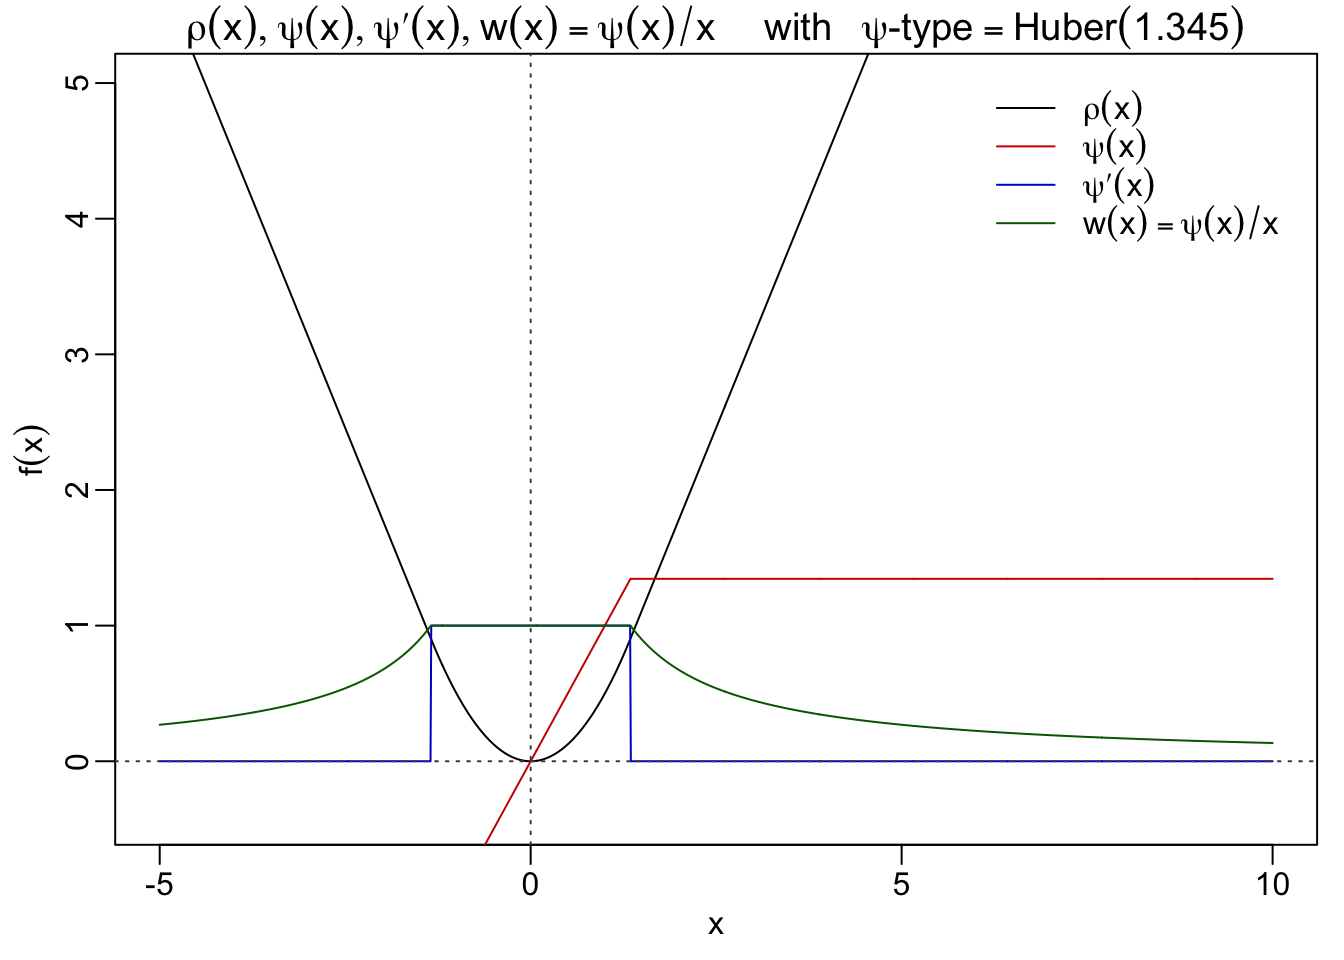 ρ(x), ψ(x), ψ′(x), w(x) = ψ(x)/x with ψ-type = Huber(1.345)
ρ(x)
ψ(x)
ψ′(x)
w(x) = ψ(x)/x
5
4
3
2
1
0
f(x)
-5 0 5 10
x